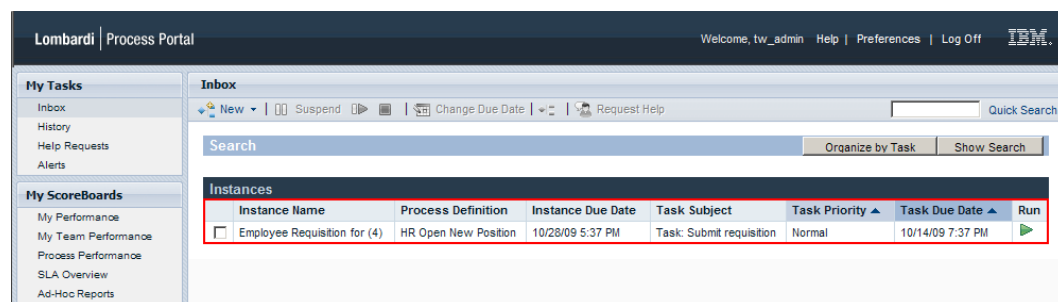 Lombardi | Process Portal
Welcome, tw_admin Help | Preferences | Log Off IBM.
My Tasks
Inbox
History
Help Requests
Alerts
My ScoreBoards
My Performance
My Team Performance
Process Performance
SLA Overview
Ad-Hoc Reports
Inbox
New | Suspend | Change Due Date | Request Help Quick Search
Search Organize by Task Show Search
Instances
Instance Name Process Definition Instance Due Date Task Subject Task Priority Task Due Date Run
Employee Requisition for (4) HR Open New Position 10/28/09 5:37 PM Task: Submit requisition Normal 10/14/09 7:37 PM